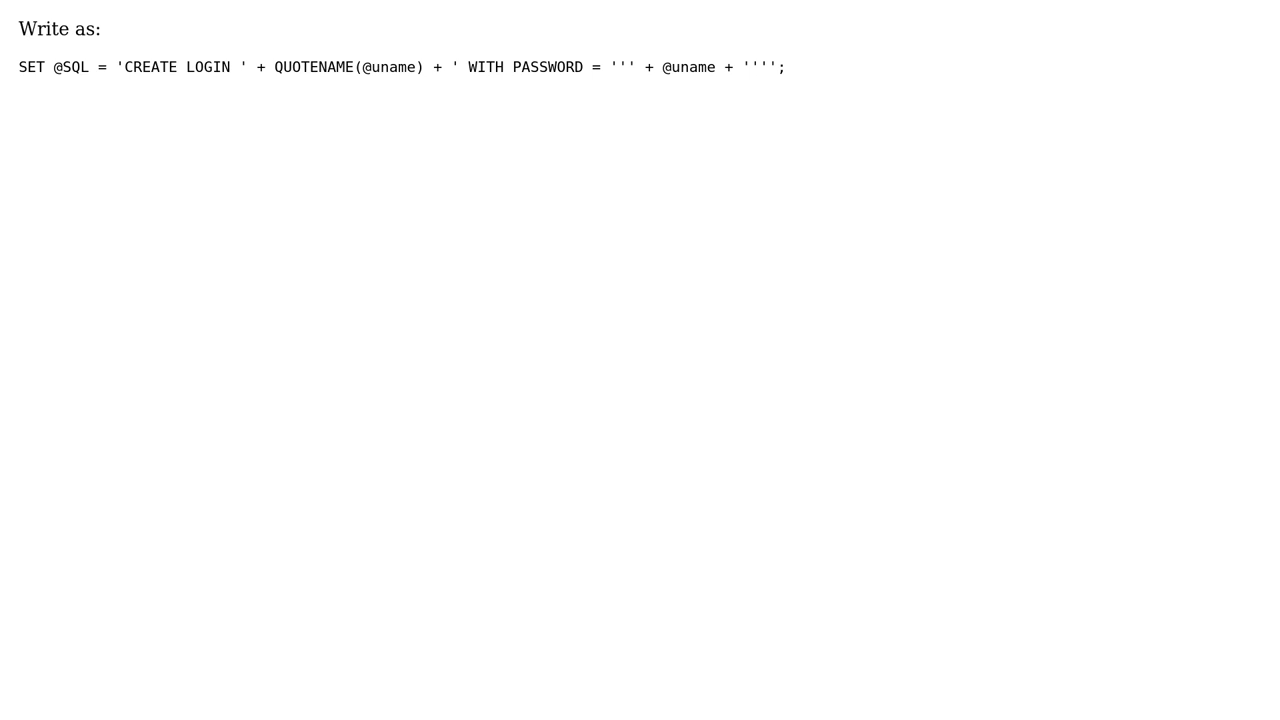 Write as:
SET @SQL = 'CREATE LOGIN ' + QUOTENAME(@uname) + ' WITH PASSWORD = ''' + @uname + '''';